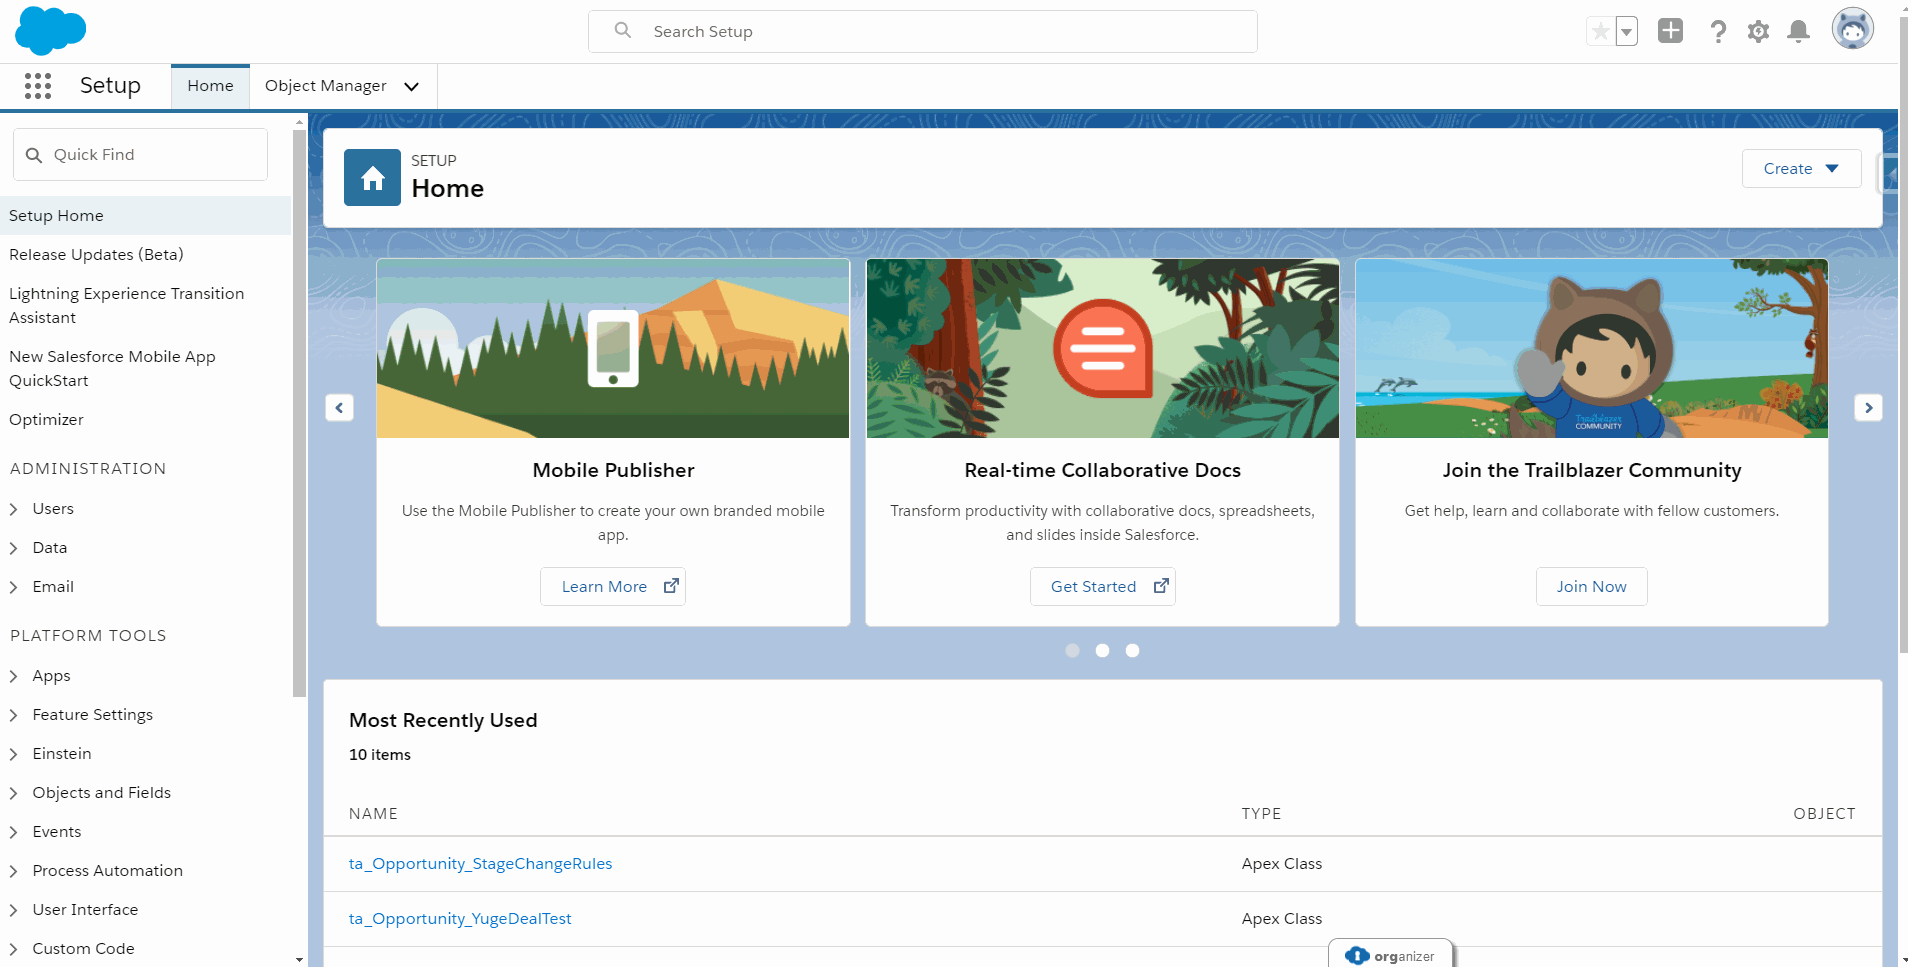 Search Setup
Setup
Home
Object Manager
Quick Find
Setup Home
Release Updates (Beta)
Lightning Experience Transition
Assistant
New Salesforce Mobile App
QuickStart
Optimizer
ADMINISTRATION
Users
Data
Email
PLATFORM TOOLS
Apps
Feature Settings
Einstein
Objects and Fields
Events
Process Automation
User Interface
Custom Code
SETUP
Home
Create
Mobile Publisher
Use the Mobile Publisher to create your own branded mobile
app.
Learn More
Real-time Collaborative Docs
Transform productivity with collaborative docs, spreadsheets,
and slides inside Salesforce.
Get Started
Trailblazer
COMMUNITY
Join the Trailblazer Community
Get help, learn and collaborate with fellow customers.
Join Now
Most Recently Used
10 items
NAME TYPE OBJECT
ta_Opportunity_StageChangeRules Apex Class
ta_Opportunity_YugeDealTest Apex Class
organizer